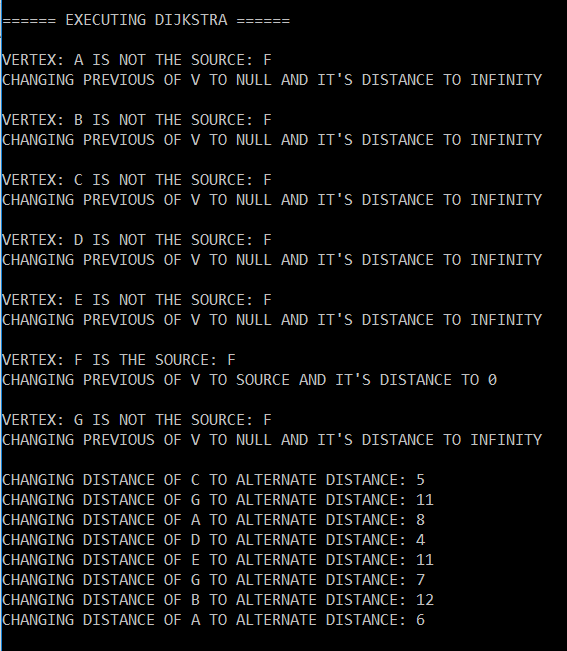 ====== EXECUTING DIJKSTRA ======
VERTEX: A IS NOT THE SOURCE: F
CHANGING PREVIOUS OF V TO NULL AND IT'S DISTANCE TO INFINITY
VERTEX: B IS NOT THE SOURCE: F
CHANGING PREVIOUS OF V TO NULL AND IT'S DISTANCE TO INFINITY
VERTEX: C IS NOT THE SOURCE: F
CHANGING PREVIOUS OF V TO NULL AND IT'S DISTANCE TO INFINITY
VERTEX: D IS NOT THE SOURCE: F
CHANGING PREVIOUS OF V TO NULL AND IT'S DISTANCE TO INFINITY
VERTEX: E IS NOT THE SOURCE: F
CHANGING PREVIOUS OF V TO NULL AND IT'S DISTANCE TO INFINITY
VERTEX: F IS THE SOURCE: F
CHANGING PREVIOUS OF V TO SOURCE AND IT'S DISTANCE TO 0
VERTEX: G IS NOT THE SOURCE: F
CHANGING PREVIOUS OF V TO NULL AND IT'S DISTANCE TO INFINITY
CHANGING DISTANCE OF C TO ALTERNATE DISTANCE: 5
CHANGING DISTANCE OF G TO ALTERNATE DISTANCE: 11
CHANGING DISTANCE OF A TO ALTERNATE DISTANCE: 8
CHANGING DISTANCE OF D TO ALTERNATE DISTANCE: 4
CHANGING DISTANCE OF E TO ALTERNATE DISTANCE: 11
CHANGING DISTANCE OF G TO ALTERNATE DISTANCE: 7
CHANGING DISTANCE OF B TO ALTERNATE DISTANCE: 12
CHANGING DISTANCE OF A TO ALTERNATE DISTANCE: 6